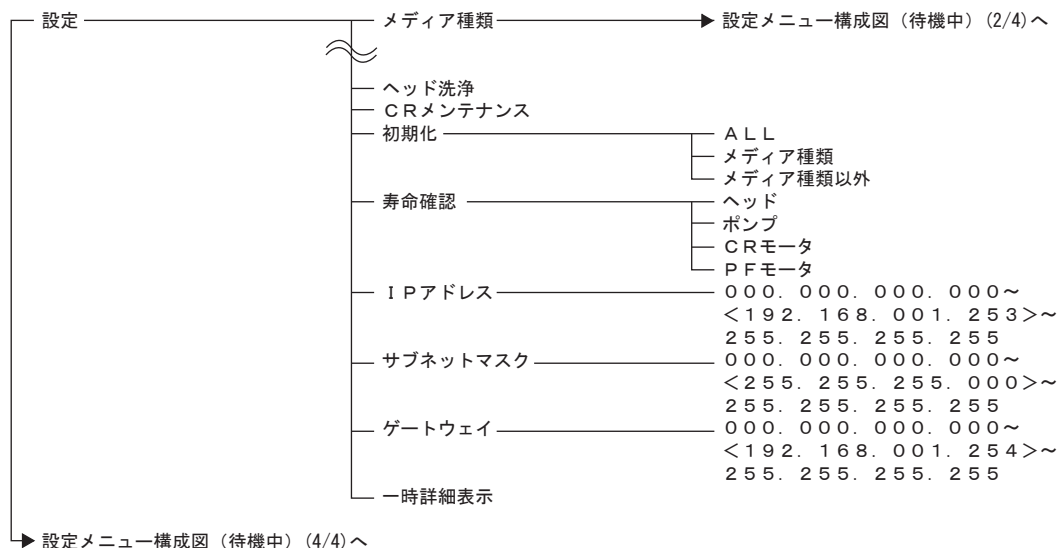 設定
メディア種類
設定メニュー構成図（待機中）(2/4)へ
ヘッド洗浄
ＣＲメンテナンス
初期化
ＡＬＬ
メディア種類
メディア種類以外
寿命確認
ヘッド
ポンプ
ＣＲモータ
ＰＦモータ
ＩＰアドレス
０００．０００．０００．０００～
＜１９２．１６８．００１．２５３＞～
２５５．２５５．２５５．２５５
サブネットマスク
０００．０００．０００．０００～
＜２５５．２５５．２５５．０００＞～
２５５．２５５．２５５．２５５
ゲートウェイ
０００．０００．０００．０００～
＜１９２．１６８．００１．２５４＞～
２５５．２５５．２５５．２５５
一時詳細表示
設定メニュー構成図（待機中）(4/4)へ